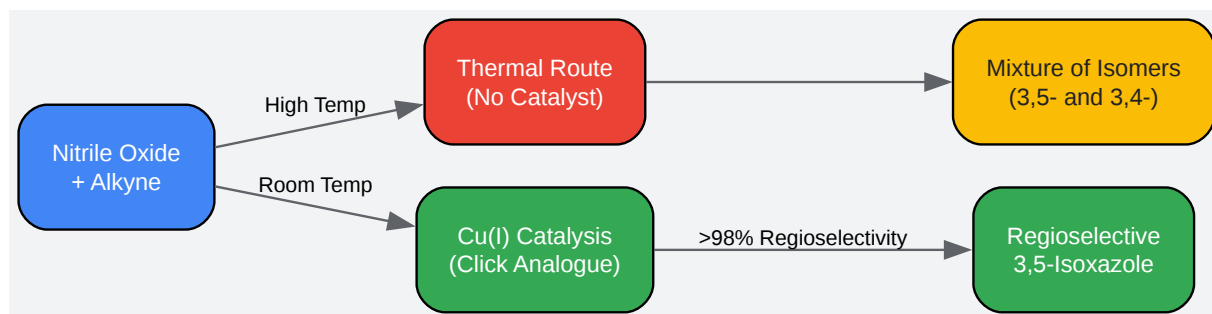 Nitrile Oxide
+ Alkyne
High Temp
Room Temp
Thermal Route
(No Catalyst)
Mixture of Isomers
(3,5- and 3,4-)
Cu(I) Catalysis
(Click Analogue)
>98% Regioselectivity
Regioselective
3,5-Isoxazole